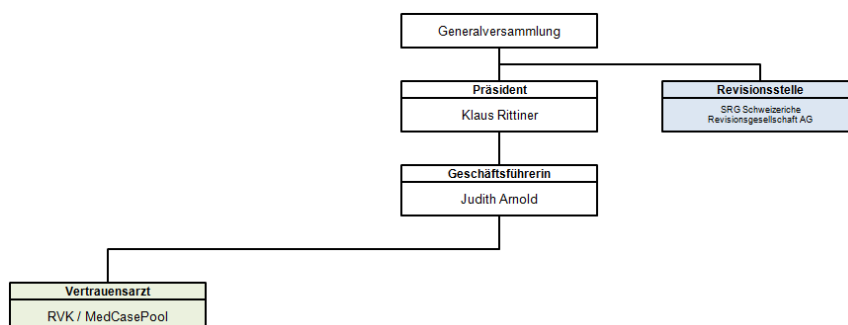 Generalversammlung
Präsident
Klaus Rittiner
Revisionsstelle
SRG Schweizeriche
Revisionsgesellschaft AG
Geschäftsführerin
Judith Arnold
Vertrauensarzt
RVK / MedCasePool